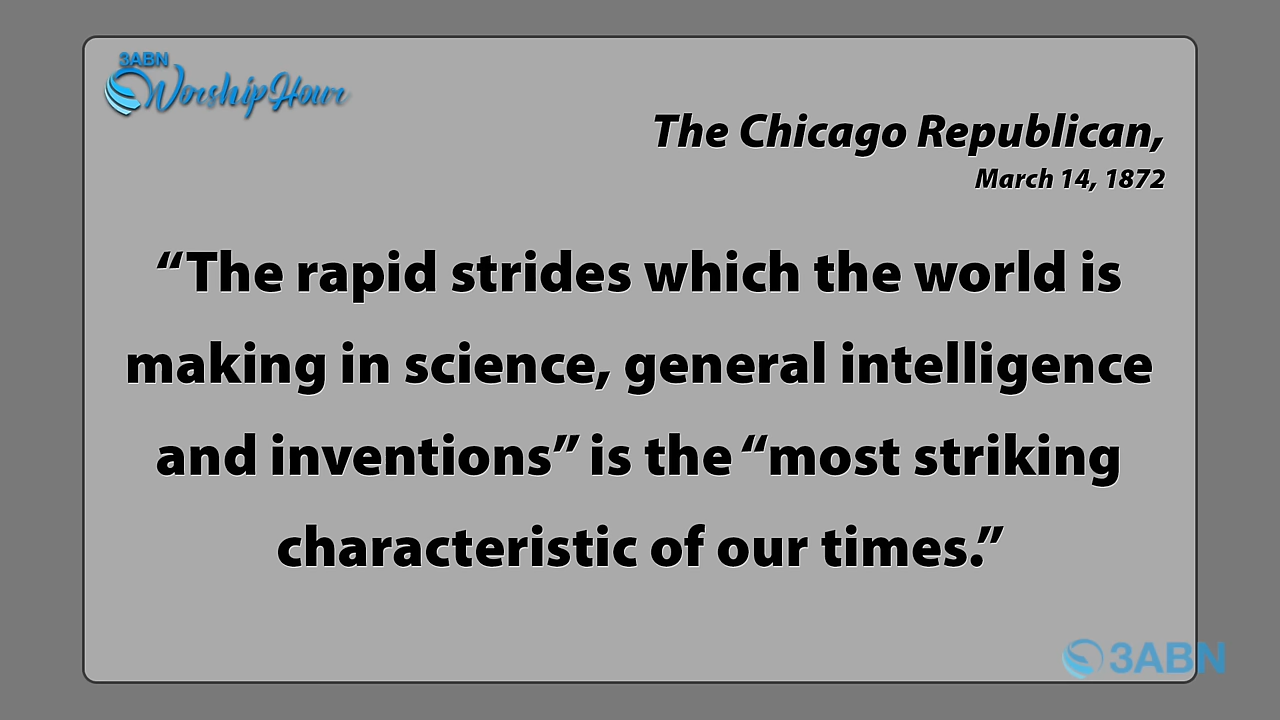 3ABN
Worship Hour
The Chicago Republican,
March 14, 1872
“The rapid strides which the world is
making in science, general intelligence
and inventions” is the “most striking
characteristic of our times.”
3ABN